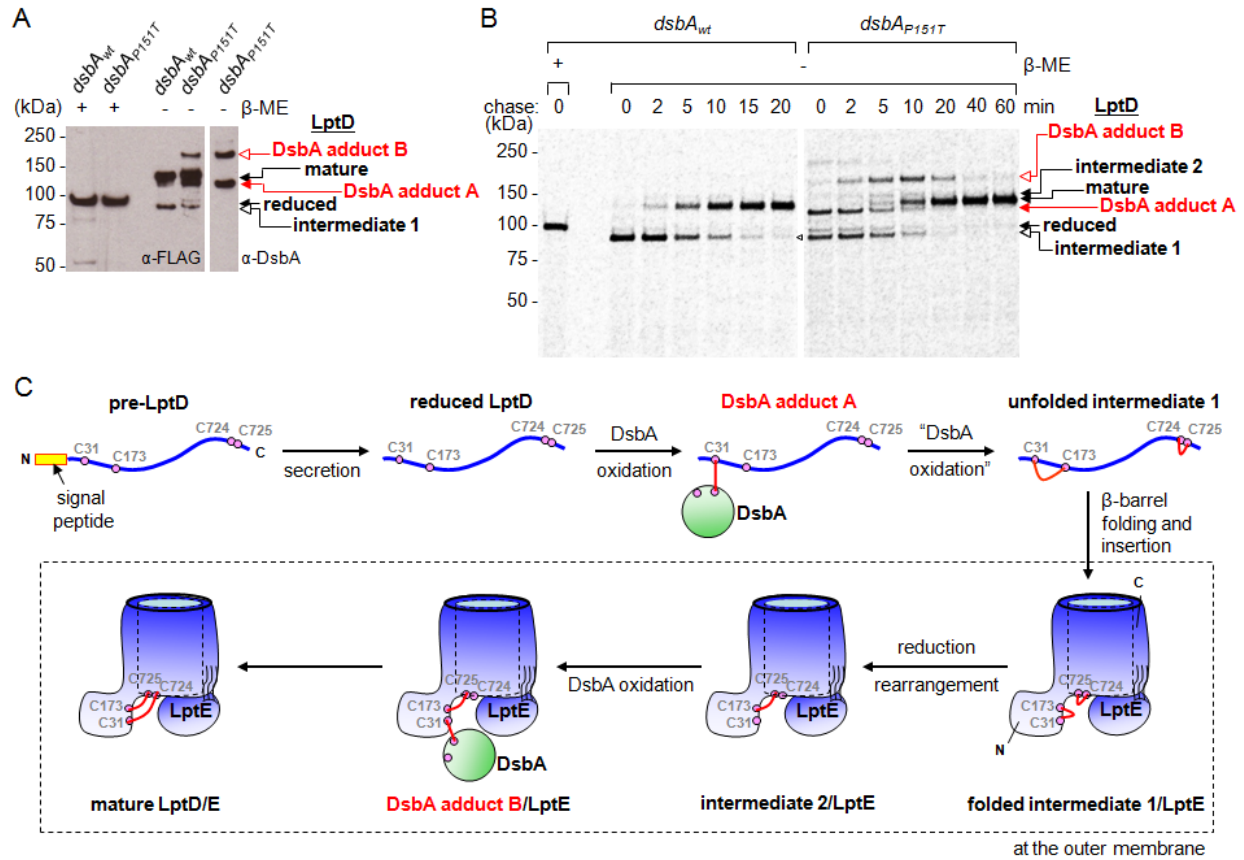 A
dsbAwt
dsbAP151T
dsbAwt
dsbAP151T
dsbAP151T
(kDa) + + - - - β-ME
LptD
250 -
150 -
100 -
75 -
50 -
DsbA adduct B
mature
DsbA adduct A
reduced
intermediate 1
α-FLAG α-DsbA
B
dsbAwt dsbAP151T
+ - β-ME
chase: 0 0 2 5 10 15 20 0 2 5 10 20 40 60 min LptD
(kDa)
250 -
150 -
100 -
75 -
50 -
DsbA adduct B
intermediate 2
mature
DsbA adduct A
reduced
intermediate 1
C
pre-LptD
N C31 C173 C724 C725 C
signal
peptide
secretion
reduced LptD
C31 C173 C724 C725
DsbA
oxidation
DsbA adduct A
C31 C173 C724 C725
DsbA
"DsbA
oxidation"
unfolded intermediate 1
C31 C173 C724 C725
β-barrel
folding and
insertion
C
C725 C724
C173
C31
LptE
N
folded intermediate 1/LptE
reduction
rearrangement
C725 C724
C173
C31
LptE
intermediate 2/LptE
DsbA oxidation
C725 C724
C173
C31
LptE
DsbA
DsbA adduct B/LptE
C725 C724
C173
C31
LptE
mature LptD/E
at the outer membrane